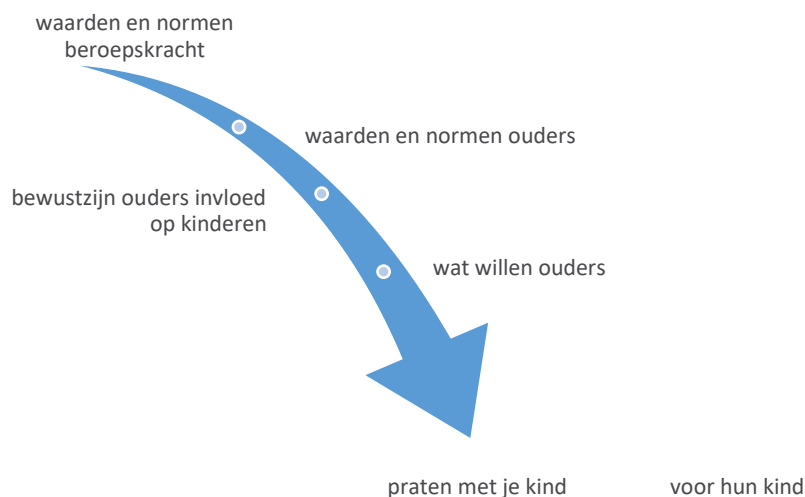 waarden en normen
beroepskracht
waarden en normen ouders
bewustzijn ouders invloed
op kinderen
wat willen ouders
praten met je kind
voor hun kind